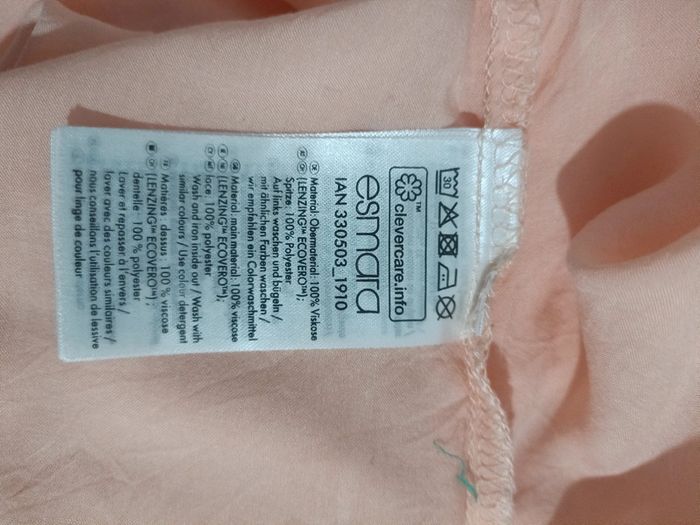 30
clevercare.info™
esmara
IAN 330503_1910
DE Material: Obermaterial: 100% Viskose
(LENZING™ ECOVERO™);
Spitze: 100% Polyester
Auf links waschen und bügeln /
mit ähnlichen Farben waschen /
wir empfehlen ein Colorwaschmittel
Material: main material: 100% viscose
(LENZING™ ECOVERO™);
lace: 100% polyester
Wash and iron inside out / Wash with
similar colours / Use colour detergent
Matières: dessus: 100 % viscose
(LENZING™ ECOVERO™);
dentelle: 100 % polyester
Laver et repasser à l'envers /
laver avec des couleurs similaires /
nous conseillons l'utilisation de lessive
pour linge de couleur